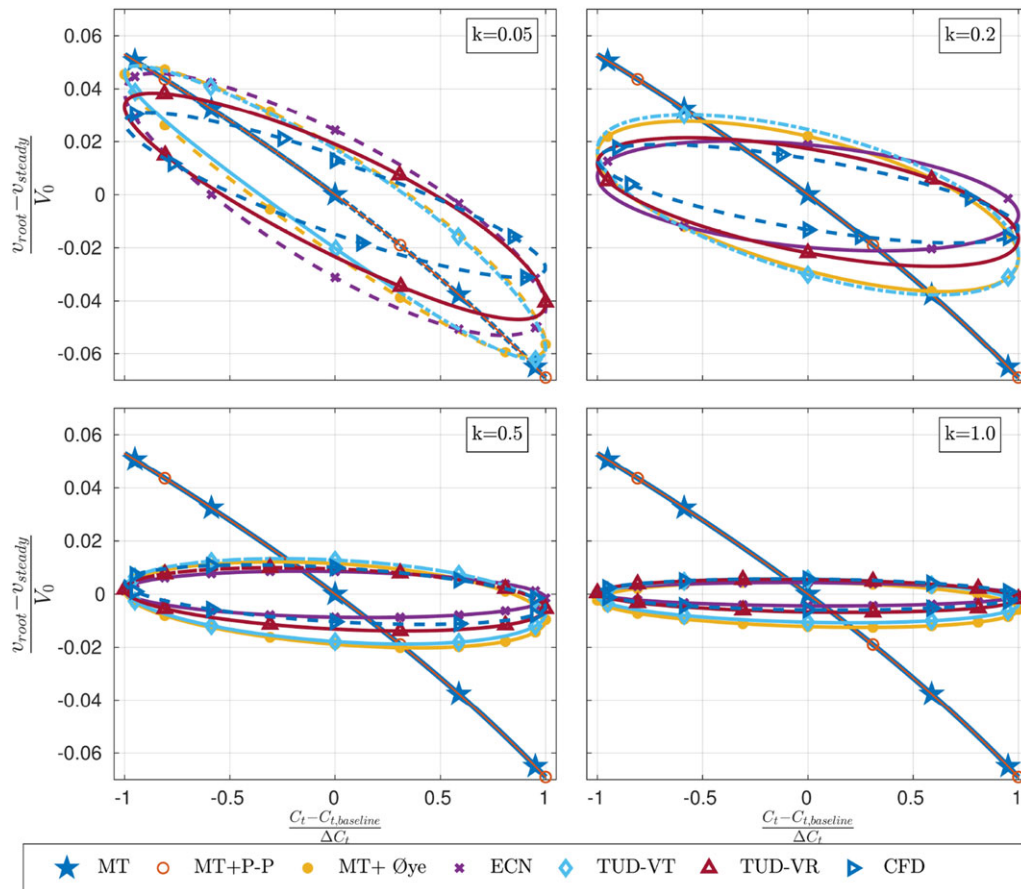 k=0.05
k=0.2
0.06
0.04
0.02
0
-0.02
-0.04
-0.06
v_root − v_steady
V_0
k=0.5
k=1.0
0.06
0.04
0.02
0
-0.02
-0.04
-0.06
v_root − v_steady
V_0
-1 -0.5 0 0.5 1
-1 -0.5 0 0.5 1
C_t − C_t,baseline
ΔC_t
C_t − C_t,baseline
ΔC_t
MT MT+P-P MT+ Øye ECN TUD-VT TUD-VR CFD